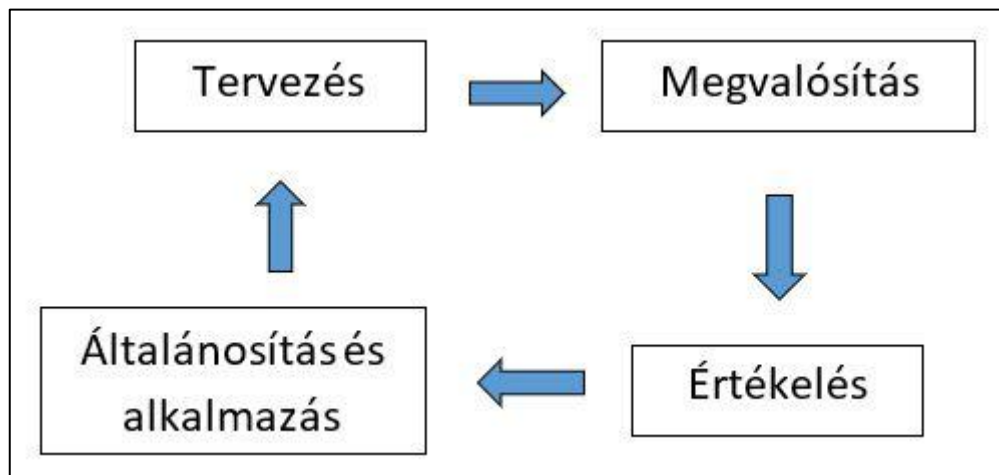 Tervezés
Megvalósítás
Általánosítás és
alkalmazás
Értékelés